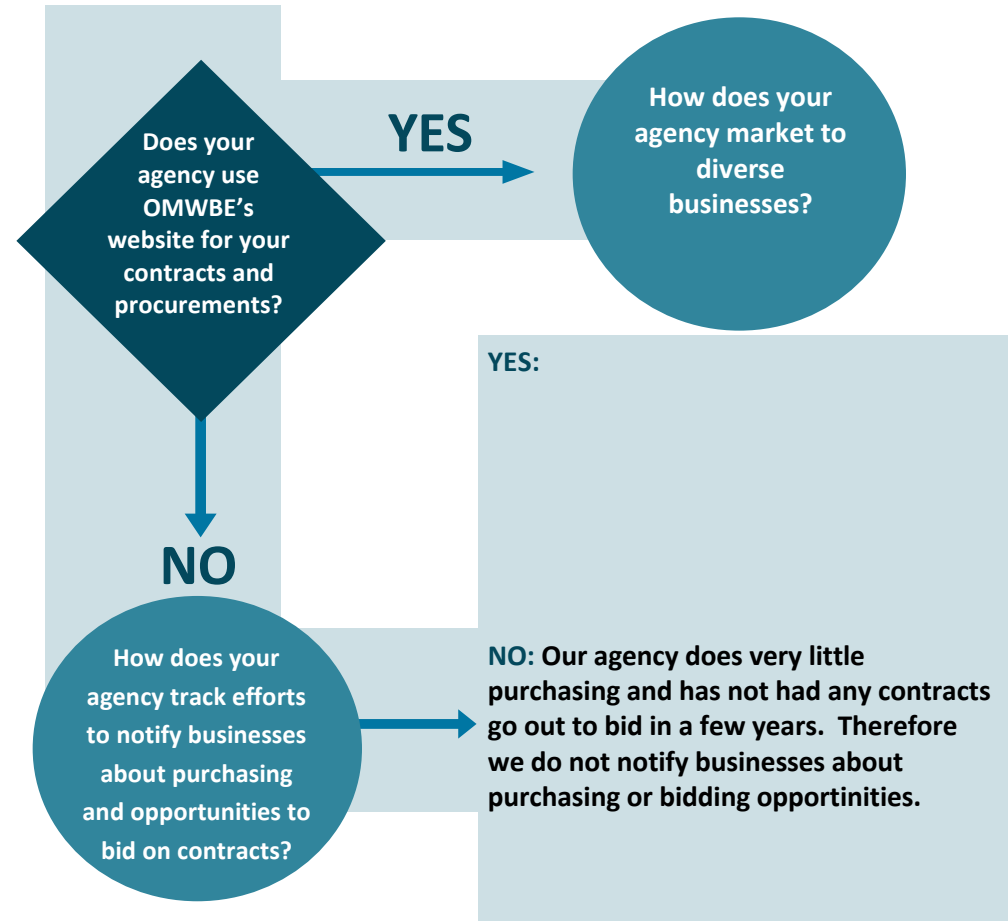 Does your
agency use
OMWBE’s
website for your
contracts and
procurements?
YES
How does your
agency market to
diverse
businesses?
YES:
NO
How does your
agency track efforts
to notify businesses
about purchasing
and opportunities to
bid on contracts?
NO: Our agency does very little
purchasing and has not had any contracts
go out to bid in a few years.  Therefore
we do not notify businesses about
purchasing or bidding opportinities.